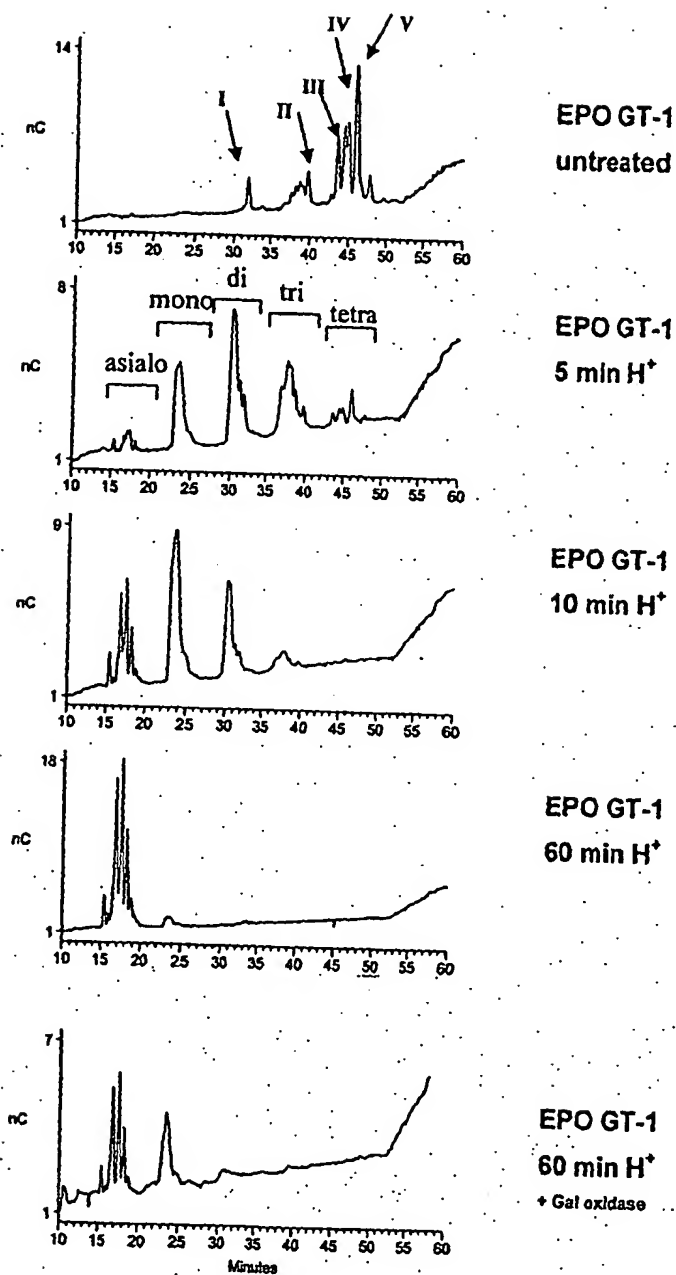 IV V
III
I
II
14
nC
1
10 15 20 25 30 35 40 45 50 55 60
EPO GT-1
untreated
di
mono tri
asialo tetra
8
nC
1
10 15 20 25 30 35 40 45 50 55 60
EPO GT-1
5 min H⁺
9
nC
1
10 15 20 25 30 35 40 45 50 55 60
EPO GT-1
10 min H⁺
18
nC
1
10 15 20 25 30 35 40 45 50 55 60
EPO GT-1
60 min H⁺
7
nC
1
10 15 20 25 30 35 40 45 50 55 60
Minutes
EPO GT-1
60 min H⁺
+ Gal oxidase